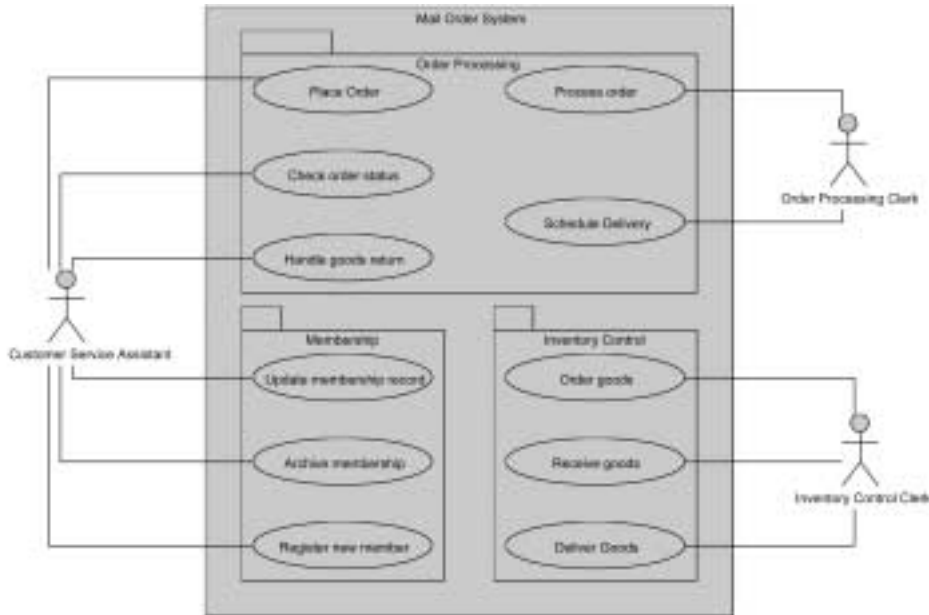 Mail Order System
Order Processing
Place Order
Process order
Check order status
Schedule Delivery
Handle goods return
Order Processing Clerk
Customer Service Assistant
Membership
Update membership record
Archive membership
Register new member
Inventory Control
Order goods
Receive goods
Deliver Goods
Inventory Control Clerk